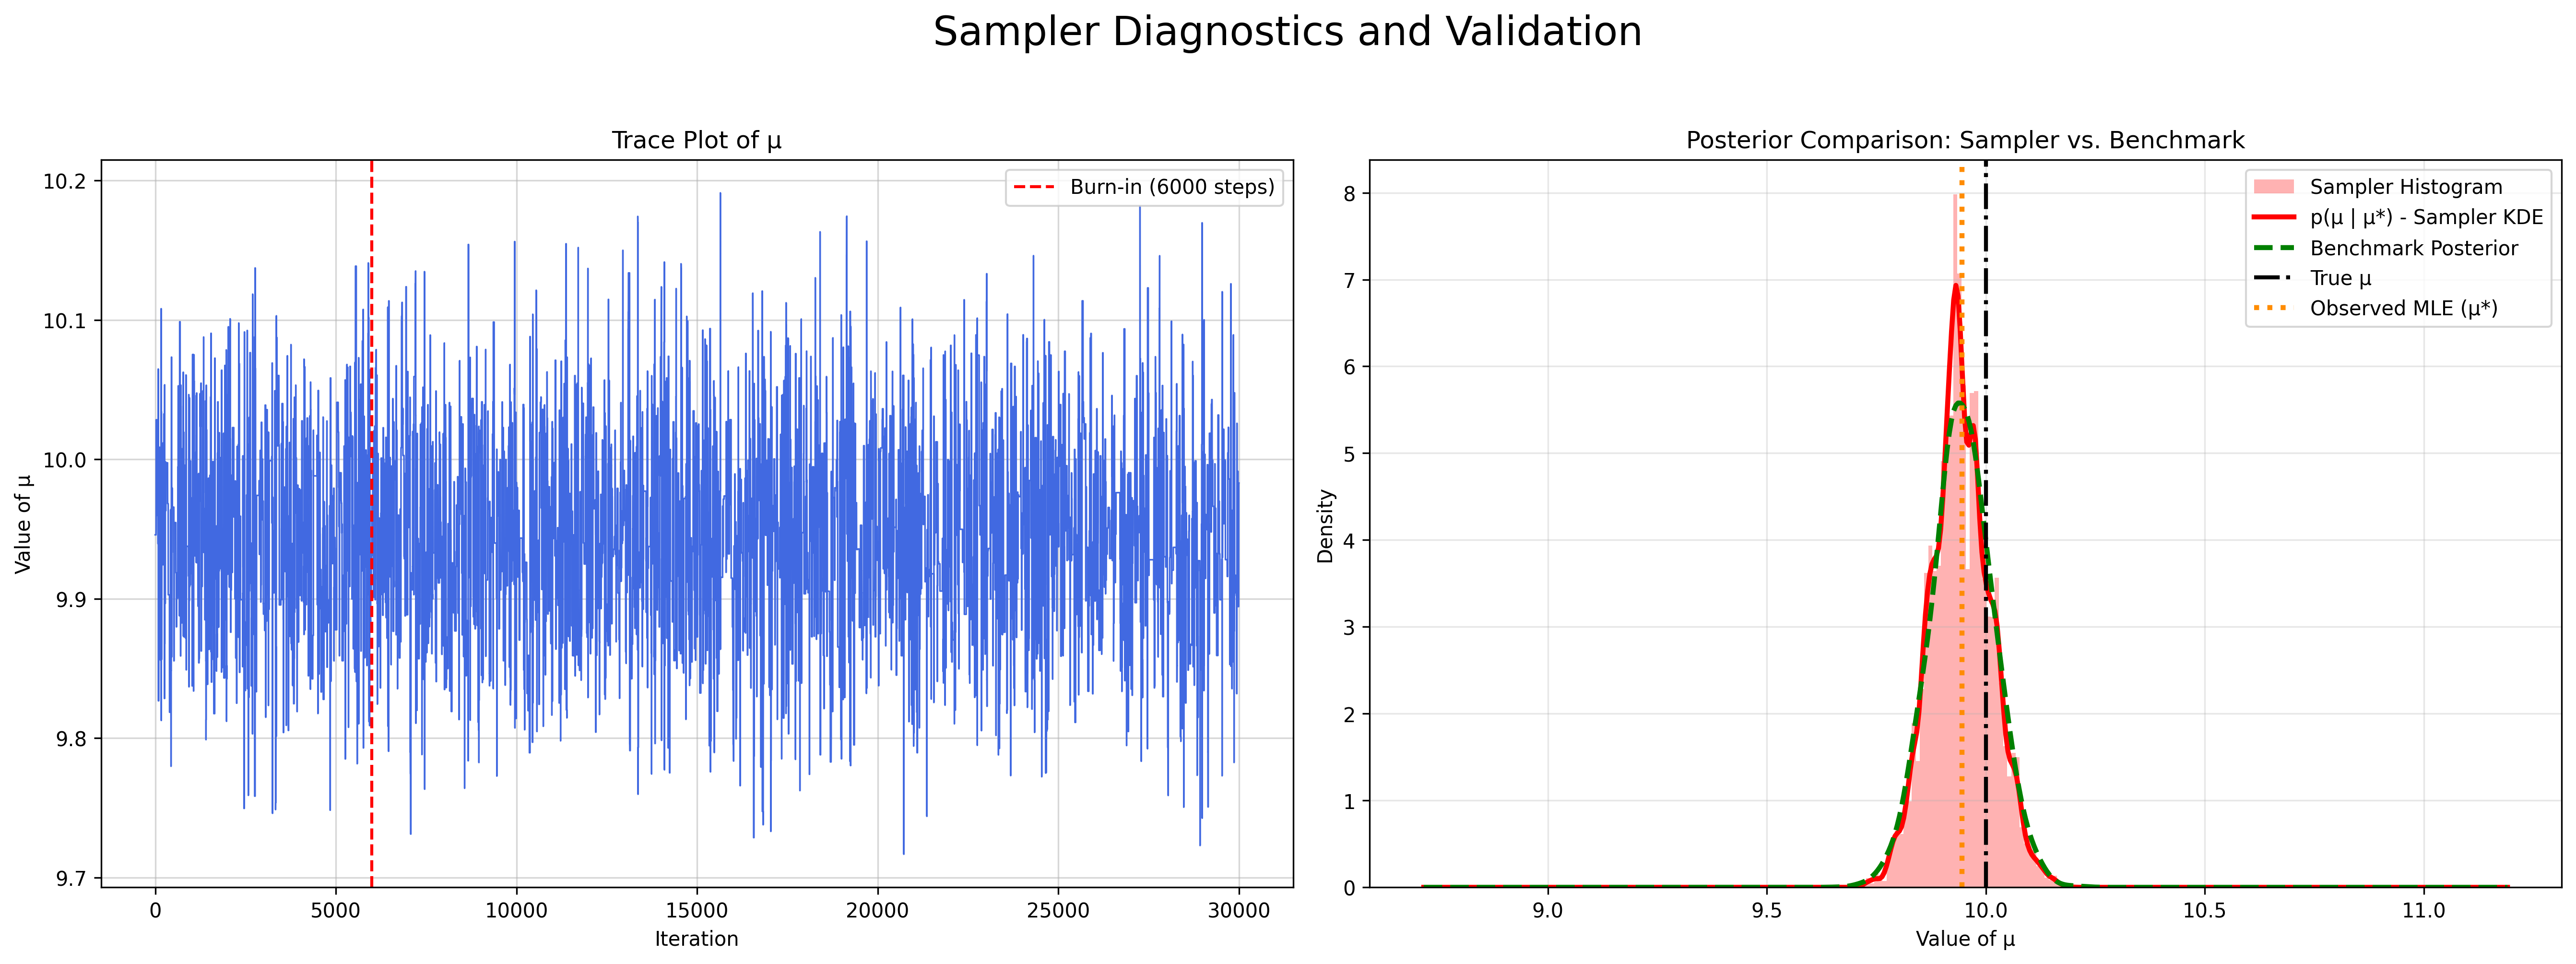 Sampler Diagnostics and Validation
Trace Plot of μ
Burn-in (6000 steps)
Value of μ
10.2
10.1
10.0
9.9
9.8
9.7
0 5000 10000 15000 20000 25000 30000
Iteration
Posterior Comparison: Sampler vs. Benchmark
Sampler Histogram
p(μ | μ*) - Sampler KDE
Benchmark Posterior
True μ
Observed MLE (μ*)
Density
8
7
6
5
4
3
2
1
0
9.0 9.5 10.0 10.5 11.0
Value of μ